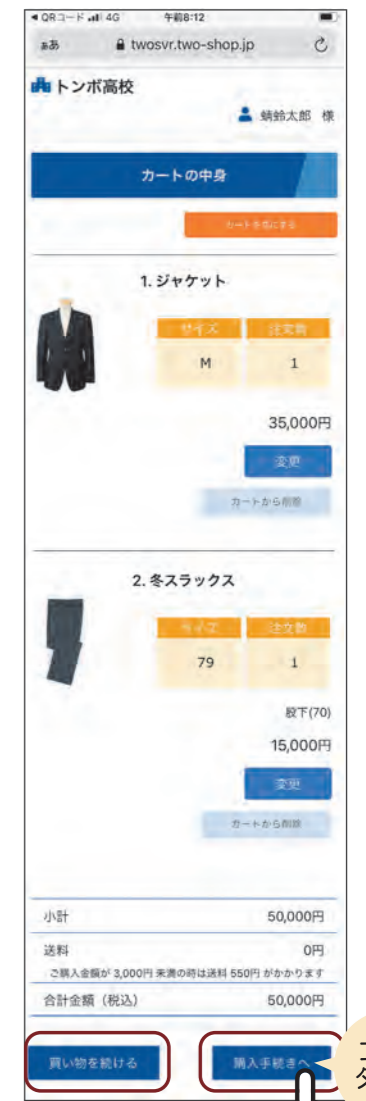 ◀ QRコード 4G 午前8:12
ぁあ twosvr.two-shop.jp
トンボ高校
蜻蛉太郎 様
カートの中身
カートを空にする
1. ジャケット
サイズ 注文数
M 1
35,000円
変更
カートから削除
2. 冬スラックス
サイズ 注文数
79 1
股下(70)
15,000円
変更
カートから削除
小計 50,000円
送料 0円
ご購入金額が 3,000円 未満の時は送料 550円 がかかります
合計金額（税込） 50,000円
買い物を続ける 購入手続きへ